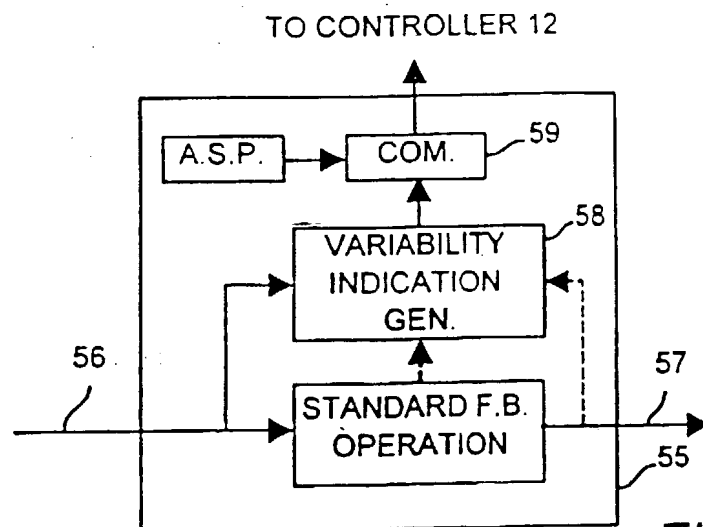 TO CONTROLLER 12
A.S.P.
COM.
59
VARIABILITY
INDICATION
GEN.
58
56
STANDARD F.B.
OPERATION
57
55